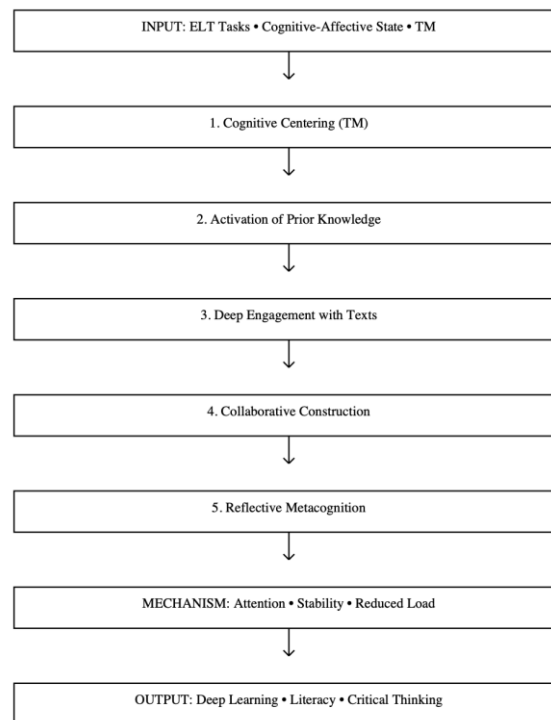 INPUT: ELT Tasks • Cognitive-Affective State • TM
1. Cognitive Centering (TM)
2. Activation of Prior Knowledge
3. Deep Engagement with Texts
4. Collaborative Construction
5. Reflective Metacognition
MECHANISM: Attention • Stability • Reduced Load
OUTPUT: Deep Learning • Literacy • Critical Thinking